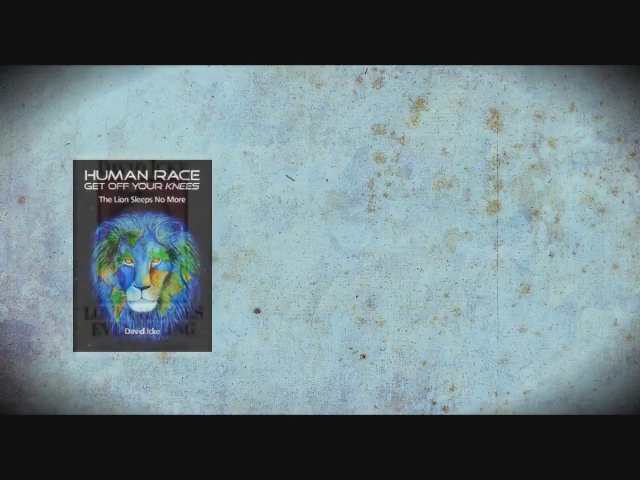 HUMAN RACE
GET OFF YOUR KNEES
The Lion Sleeps No More
David Icke